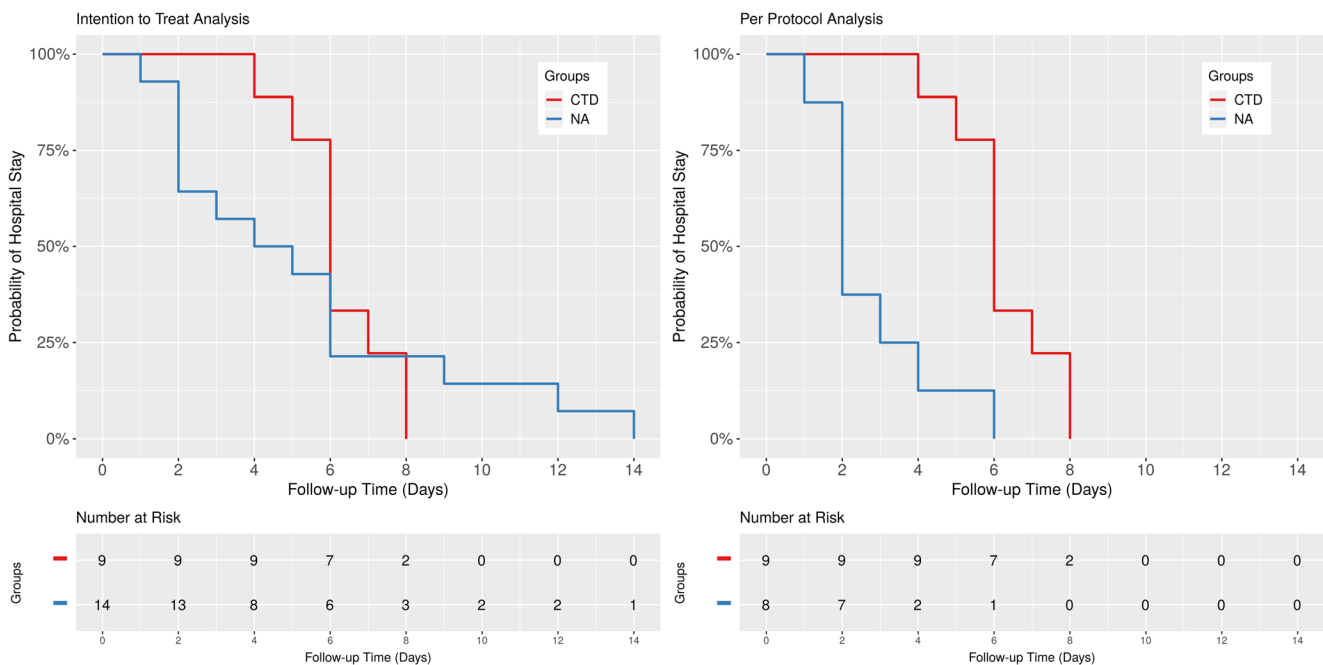 Intention to Treat Analysis
Probability of Hospital Stay
100%
75%
50%
25%
0%
Groups
CTD
NA
0 2 4 6 8 10 12 14
Follow-up Time (Days)
Number at Risk
Groups
9 9 9 7 2 0 0 0
14 13 8 6 3 2 2 1
0 2 4 6 8 10 12 14
Follow-up Time (Days)
Per Protocol Analysis
Probability of Hospital Stay
100%
75%
50%
25%
0%
Groups
CTD
NA
0 2 4 6 8 10 12 14
Follow-up Time (Days)
Number at Risk
Groups
9 9 9 7 2 0 0 0
8 7 2 1 0 0 0 0
0 2 4 6 8 10 12 14
Follow-up Time (Days)